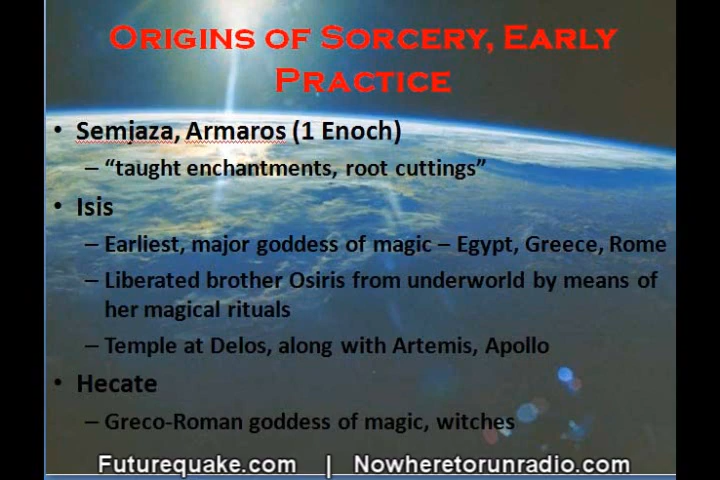 Origins of Sorcery, Early
Practice
• Semjaza, Armaros (1 Enoch)
– “taught enchantments, root cuttings”
• Isis
– Earliest, major goddess of magic – Egypt, Greece, Rome
– Liberated brother Osiris from underworld by means of
her magical rituals
– Temple at Delos, along with Artemis, Apollo
• Hecate
– Greco-Roman goddess of magic, witches
Futurequake.com | Nowheretorunradio.com